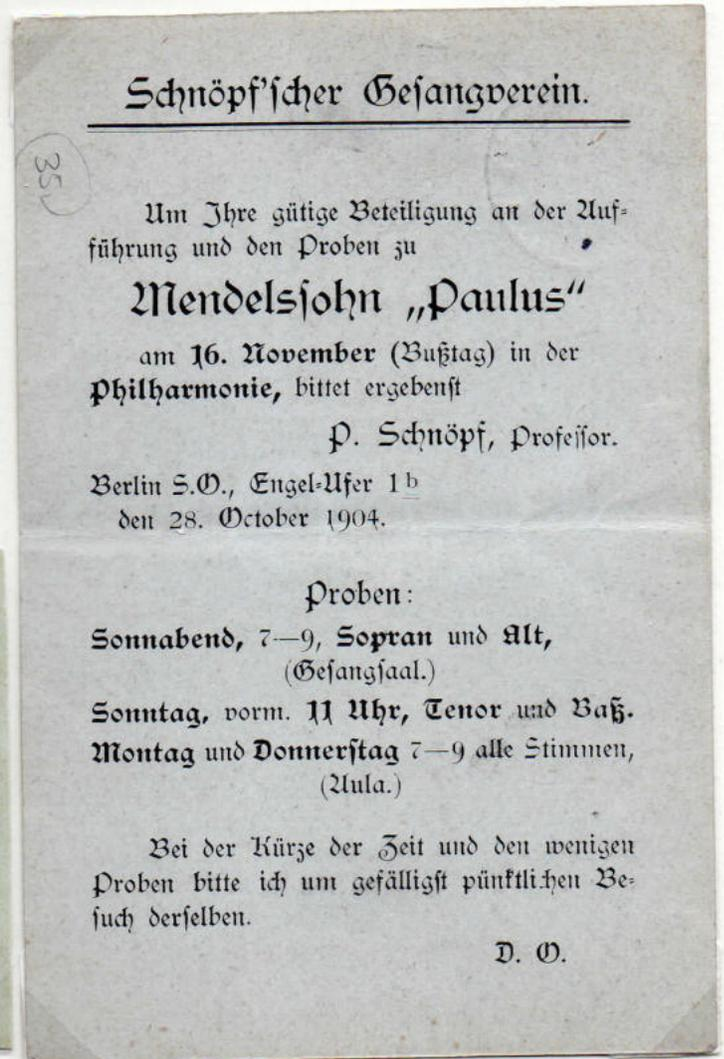 Schnöpf'scher Gesangverein.
35
Um Ihre gütige Beteiligung an der Auf-
führung und den Proben zu
Mendelssohn „Paulus“
am 16. November (Bußtag) in der
Philharmonie, bittet ergebenst
P. Schnöpf, Professor.
Berlin S.O., Engel-Ufer 1 b
den 28. October 1904.
Proben:
Sonnabend, 7—9, Sopran und Alt,
(Gesangsaal.)
Sonntag, vorm. 11 Uhr, Tenor und Baß.
Montag und Donnerstag 7—9 alle Stimmen,
(Aula.)
Bei der Kürze der Zeit und den wenigen
Proben bitte ich um gefälligst pünktlichen Be-
such derselben.
D. O.